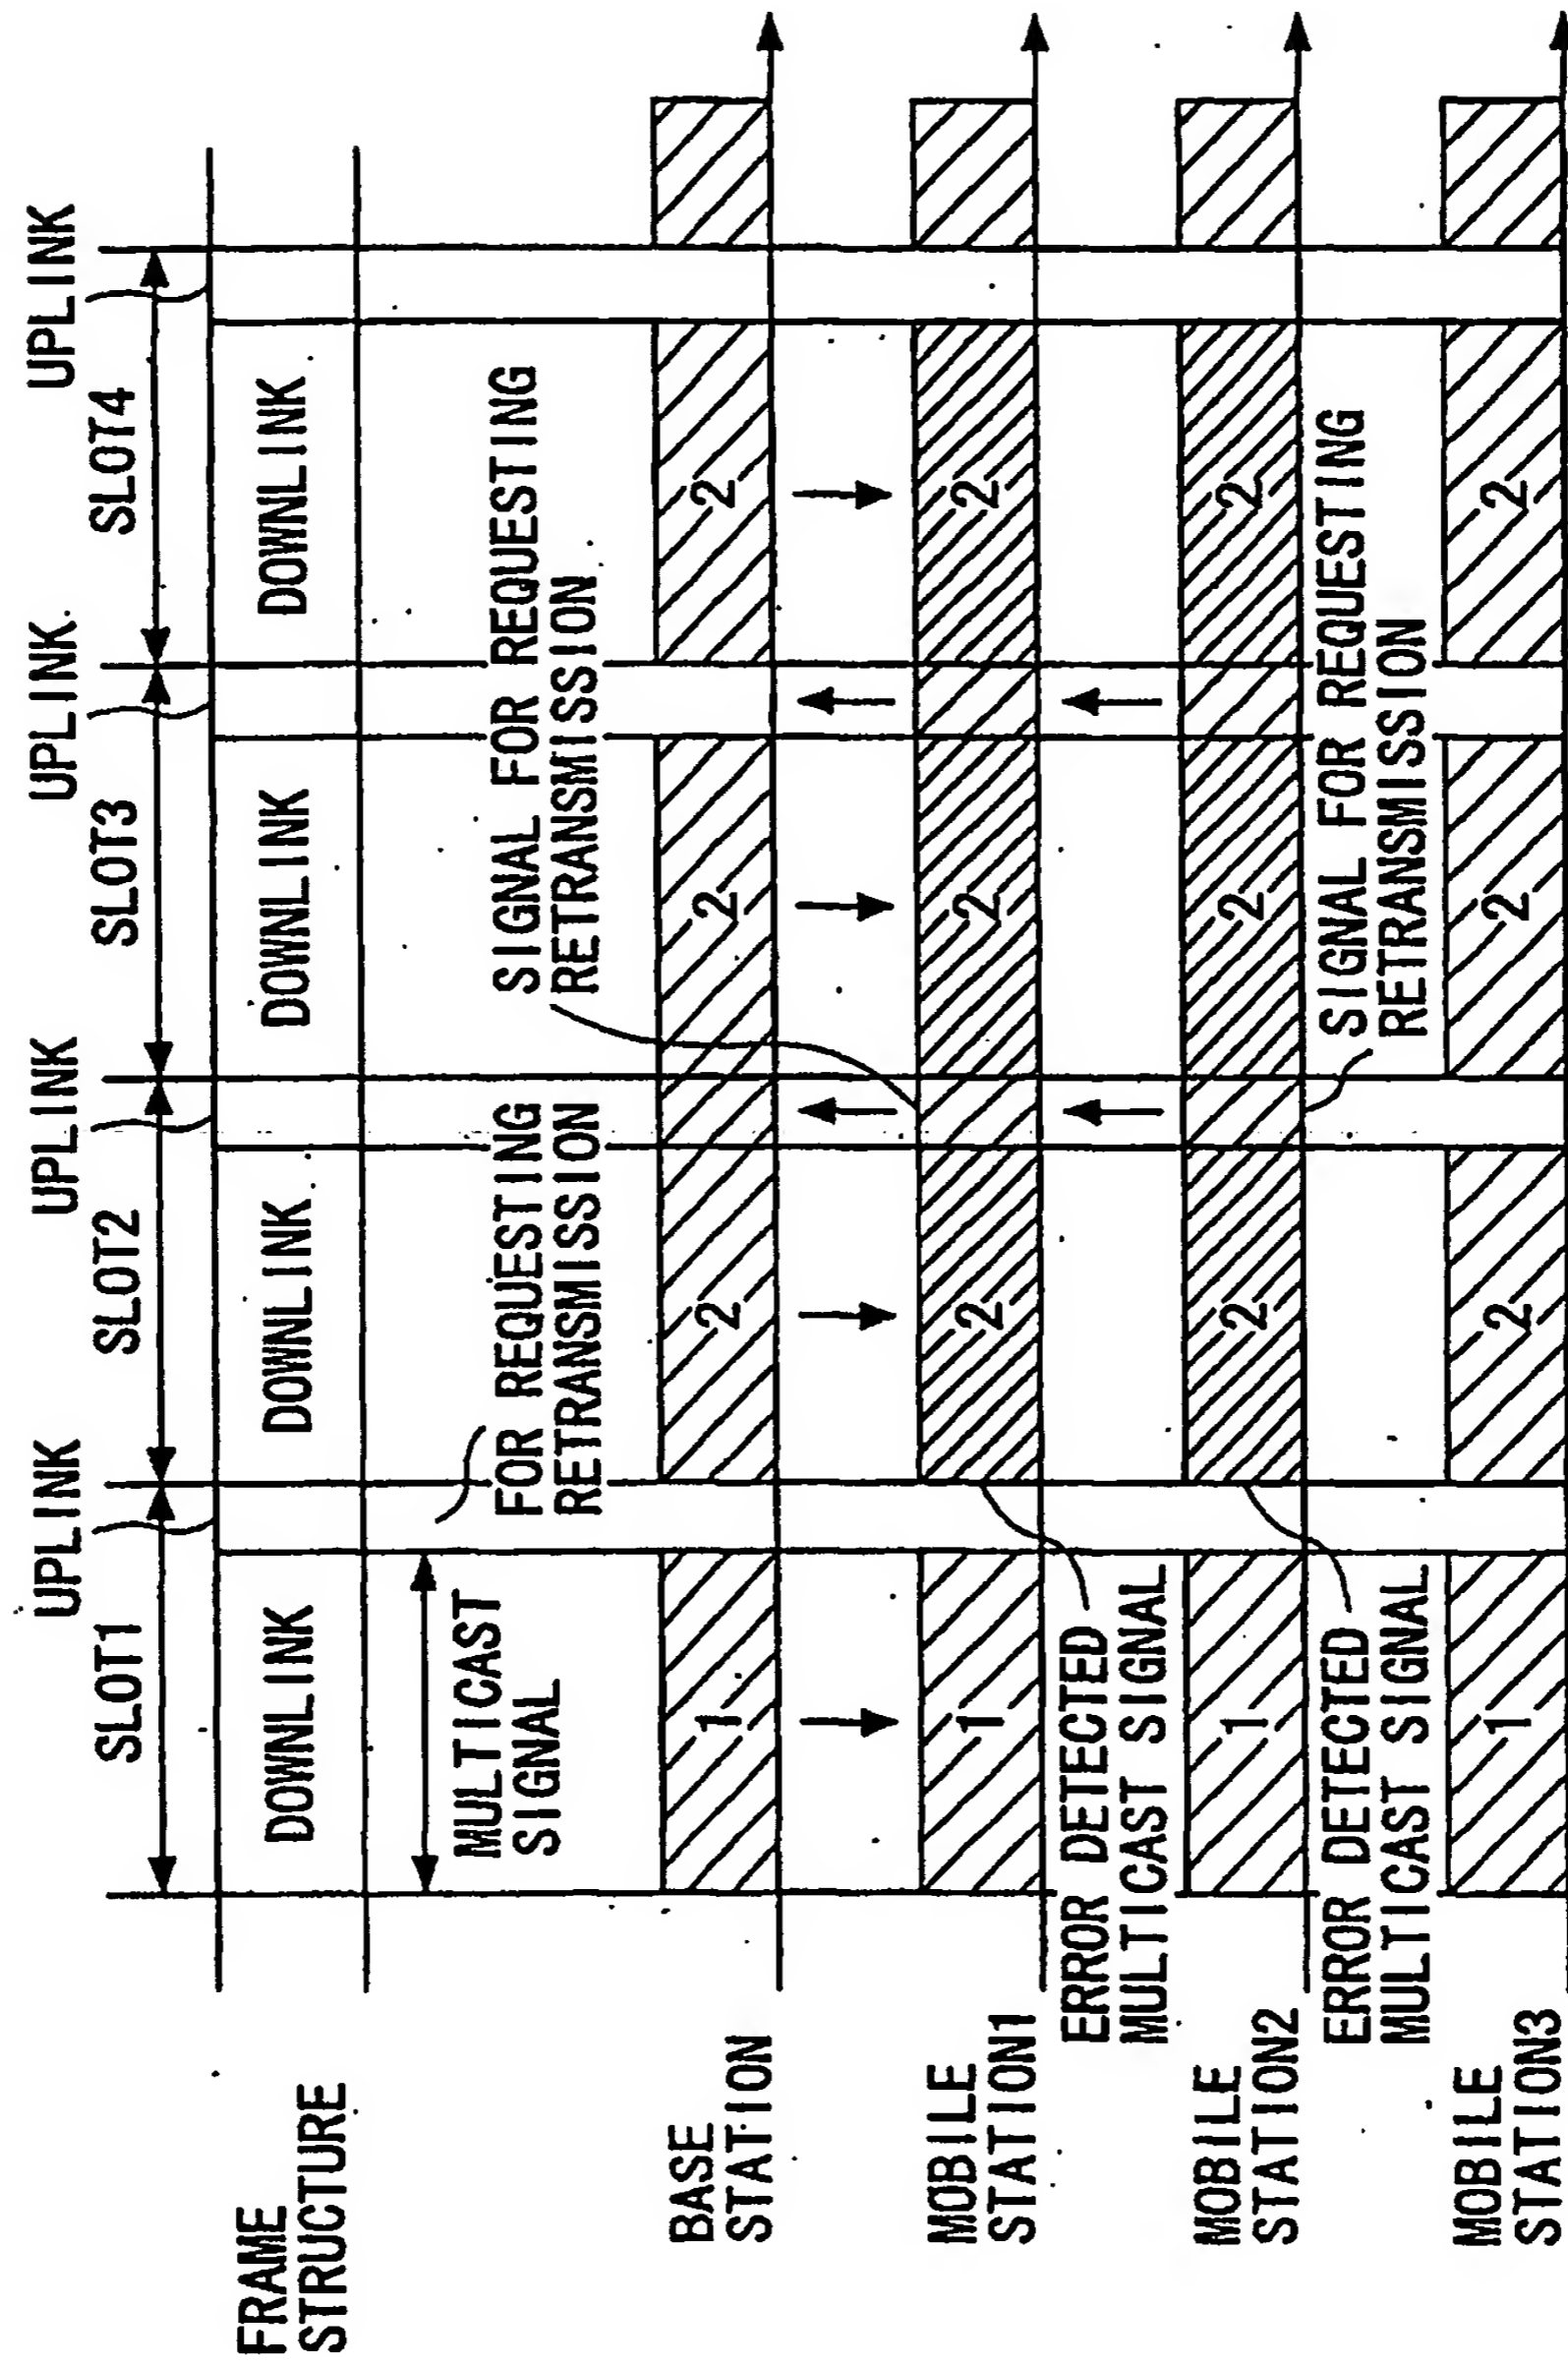 UPLINK
UPLINK
UPLINK
UPLINK
SLOT1
SLOT2
SLOT3
SLOT4
FRAME
STRUCTURE
DOWNLINK
DOWNLINK
DOWNLINK
DOWNLINK
MULTICAST
SIGNAL
FOR REQUESTING
RETRANSMISSION
SIGNAL FOR REQUESTING
RETRANSMISSION
BASE
STATION
1
2
2
2
MOBILE
STATION1
1
2
2
2
ERROR DETECTED
MULTICAST SIGNAL
MOBILE
STATION2
1
2
2
2
ERROR DETECTED
MULTICAST SIGNAL
SIGNAL FOR REQUESTING
RETRANSMISSION
MOBILE
STATION3
1
2
2
2